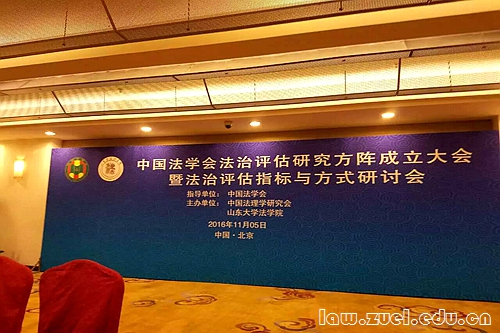 中国法学会法治评估研究方阵成立大会
暨法治评估指标与方式研讨会
指导单位：中国法学会
主办单位：中国法理学研究会
山东大学法学院
2016年11月05日
中国·北京
law.zuel.edu.cn